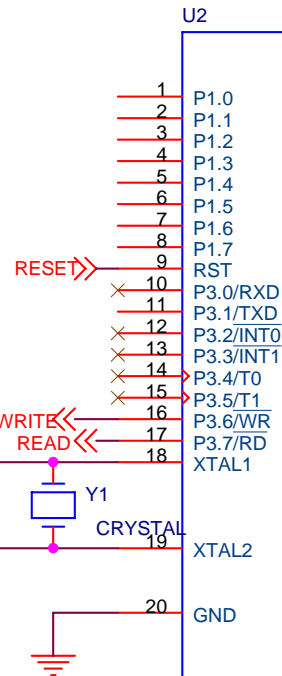 U2
1 P1.0
2 P1.1
3 P1.2
4 P1.3
5 P1.4
6 P1.5
7 P1.6
8 P1.7
RESET 9 RST
10 P3.0/RXD
11 P3.1/TXD
12 P3.2/INT0
13 P3.3/INT1
14 P3.4/T0
15 P3.5/T1
WRITE 16 P3.6/WR
READ 17 P3.7/RD
18 XTAL1
Y1
CRYSTAL
19 XTAL2
20 GND